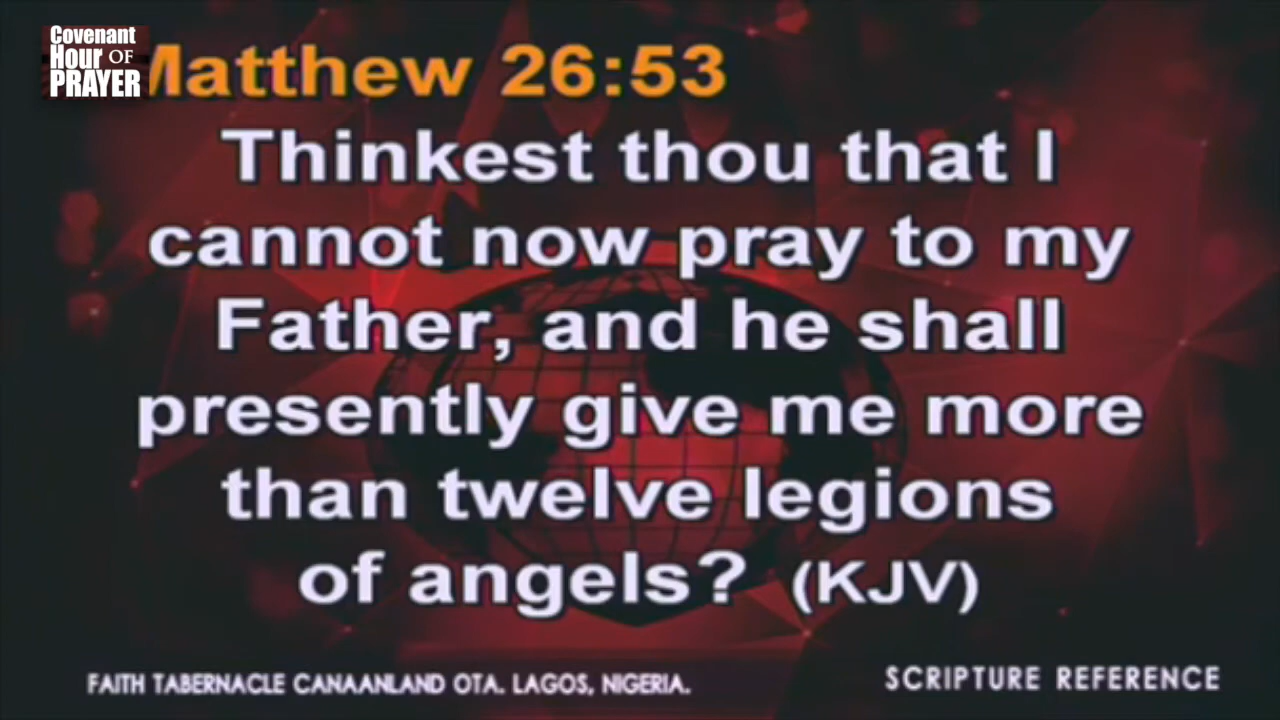 Covenant
Hour OF
PRAYER
Matthew 26:53
Thinkest thou that I
cannot now pray to my
Father, and he shall
presently give me more
than twelve legions
of angels? (KJV)
FAITH TABERNACLE CANAANLAND OTA. LAGOS, NIGERIA.
SCRIPTURE REFERENCE